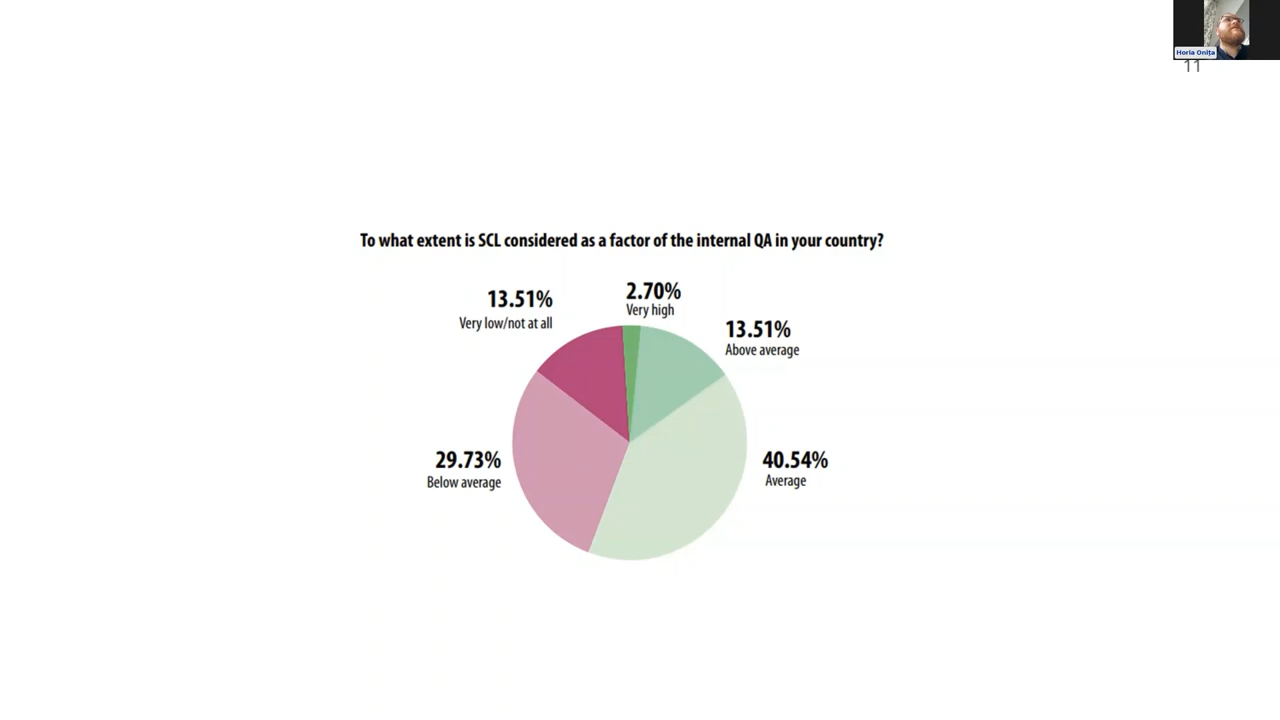 Horia Onița
11
To what extent is SCL considered as a factor of the internal QA in your country?
2.70%
Very high
13.51%
Very low/not at all
13.51%
Above average
29.73%
Below average
40.54%
Average